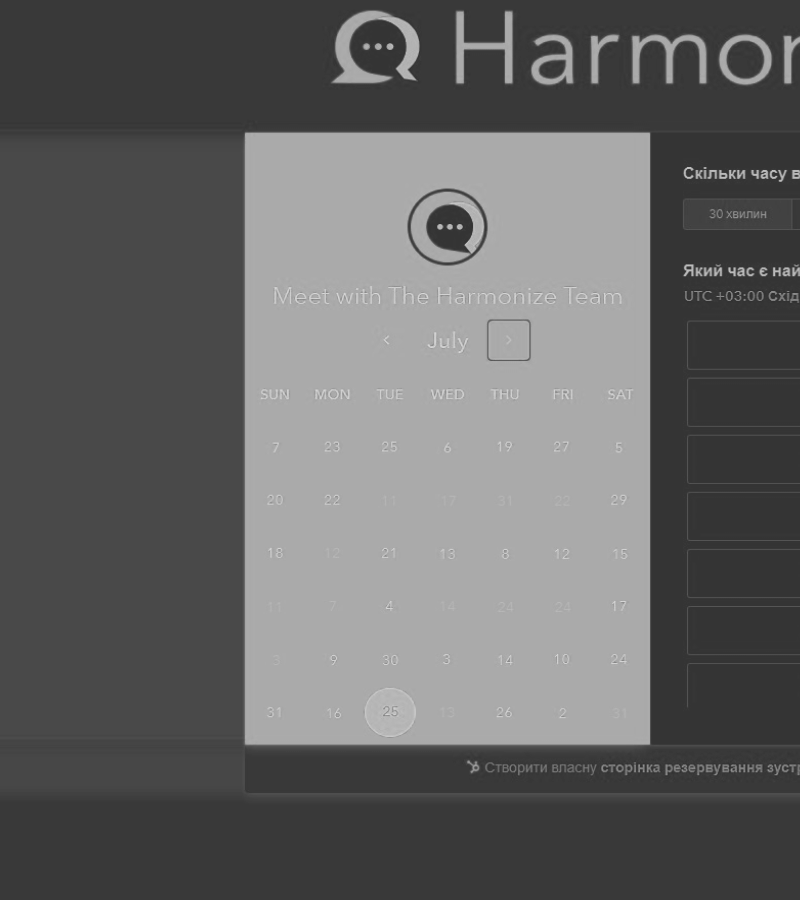 Harmon
Meet with The Harmonize Team
July
SUN MON TUE WED THU FRI SAT
7 23 25 6 19 27 5
20 22 11 17 31 22 29
18 12 21 13 8 12 15
11 7 4 14 24 24 17
3 9 30 3 14 10 24
31 16 25 13 26 2 31
Скільки часу в
30 хвилин
Який час є най
UTC +03:00 Схід
Створити власну сторінка резервування зустр